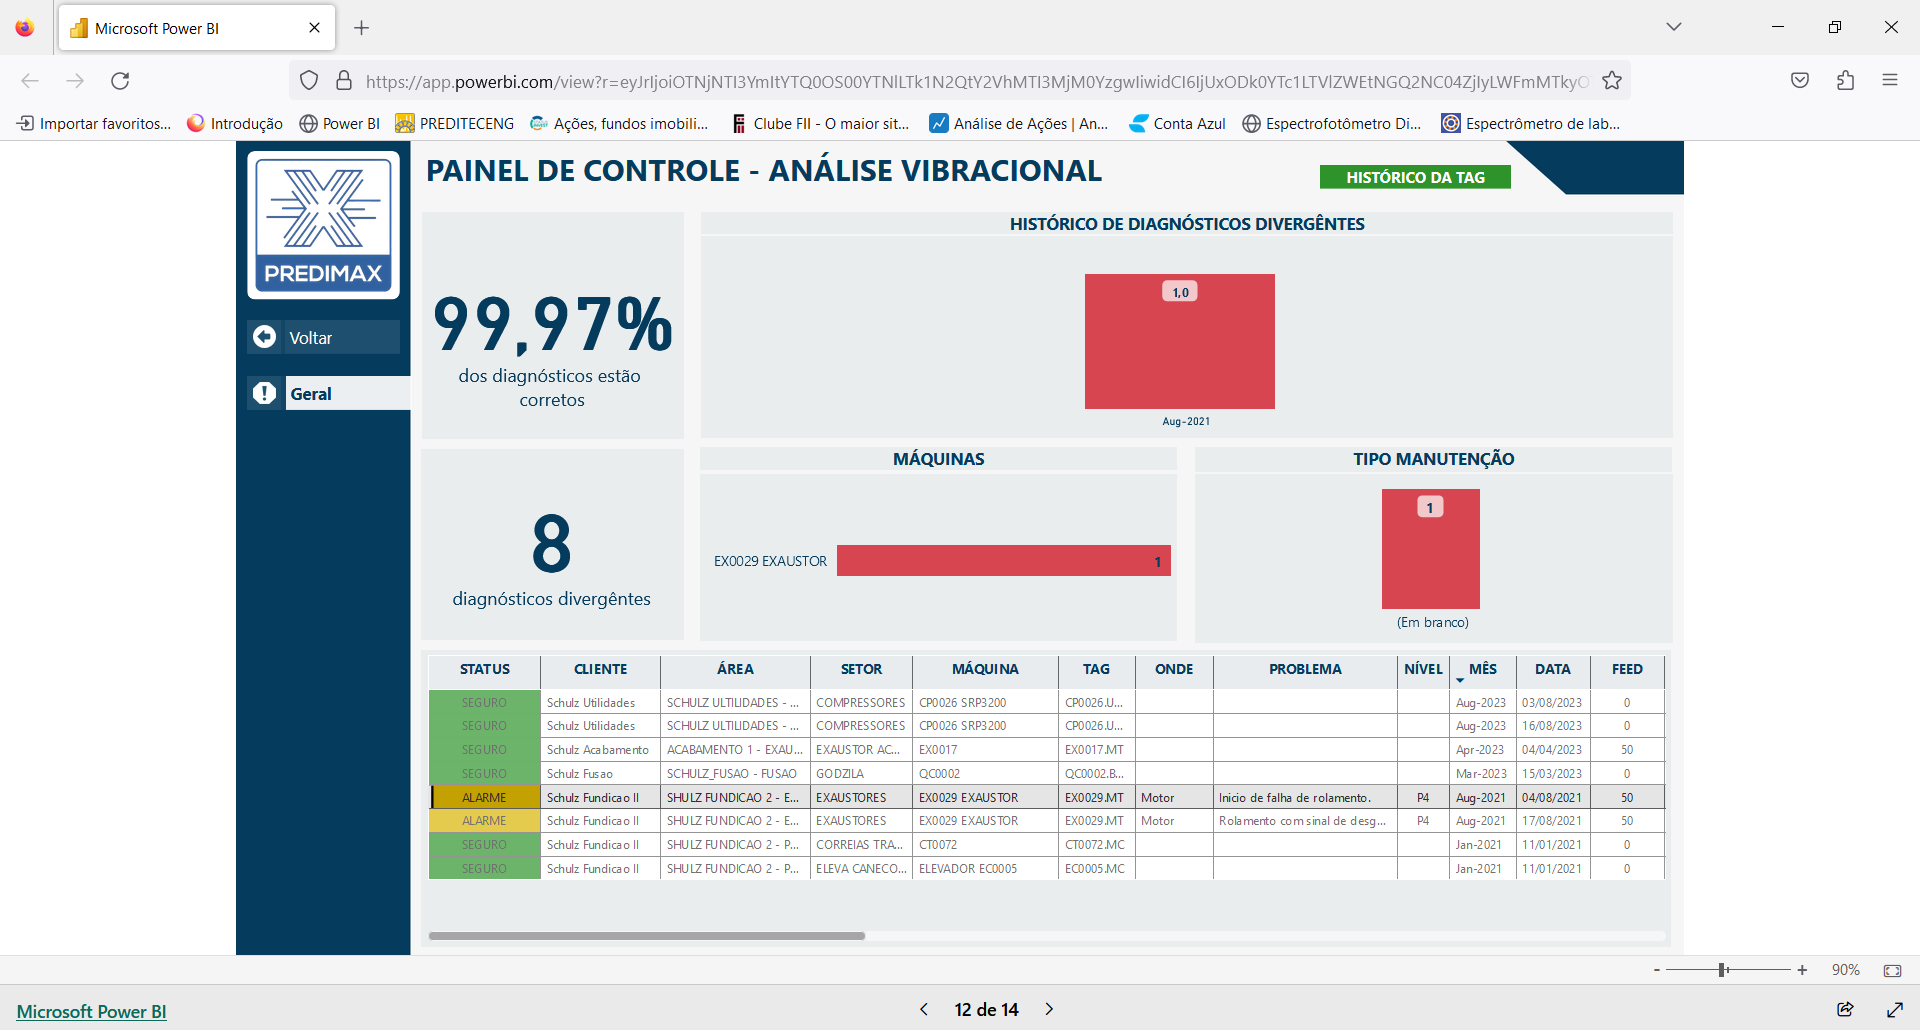 Microsoft Power BI
https://app.powerbi.com/view?r=
Importar favoritos...
Introdução
Power BI
PREDITECENG
Ações, fundos imobili...
Clube FII - O maior sit...
Análise de Ações | An...
Conta Azul
Espectrofotômetro Di...
Espectrômetro de lab...
PREDIMAX
PAINEL DE CONTROLE - ANÁLISE VIBRACIONAL
HISTÓRICO DA TAG
Voltar
Geral
99,97%
dos diagnósticos estão
corretos
HISTÓRICO DE DIAGNÓSTICOS DIVERGÊNTES
1,0
Aug-2021
8
diagnósticos divergêntes
MÁQUINAS
EX0029 EXAUSTOR 1
TIPO MANUTENÇÃO
1
(Em branco)
STATUS CLIENTE ÁREA SETOR MÁQUINA TAG ONDE PROBLEMA NÍVEL MÊS DATA FEED
SEGURO Schulz Utilidades SCHULZ ULTILIDADES - ... COMPRESSORES CP0026 SRP3200 CP0026.U... Aug-2023 03/08/2023 0
SEGURO Schulz Utilidades SCHULZ ULTILIDADES - ... COMPRESSORES CP0026 SRP3200 CP0026.U... Aug-2023 16/08/2023 0
SEGURO Schulz Acabamento ACABAMENTO 1 - EXAU... EXAUSTOR AC... EX0017 EX0017.MT Apr-2023 04/04/2023 50
SEGURO Schulz Fusao SCHULZ_FUSAO - FUSAO GODZILA QC0002 QC0002.B... Mar-2023 15/03/2023 0
ALARME Schulz Fundicao II SHULZ FUNDICAO 2 - E... EXAUSTORES EX0029 EXAUSTOR EX0029.MT Motor Inicio de falha de rolamento. P4 Aug-2021 04/08/2021 50
ALARME Schulz Fundicao II SHULZ FUNDICAO 2 - E... EXAUSTORES EX0029 EXAUSTOR EX0029.MT Motor Rolamento com sinal de desg... P4 Aug-2021 17/08/2021 50
SEGURO Schulz Fundicao II SHULZ FUNDICAO 2 - P... CORREIAS TRA... CT0072 CT0072.MC Jan-2021 11/01/2021 0
SEGURO Schulz Fundicao II SHULZ FUNDICAO 2 - P... ELEVA CANECO... ELEVADOR EC0005 EC0005.MC Jan-2021 11/01/2021 0
- + 90%
Microsoft Power BI
12 de 14